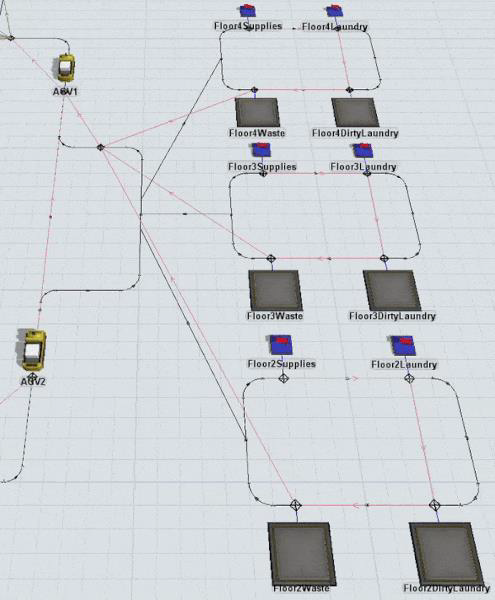 Floor4Supplies
Floor4Laundry
AGV1
Floor4Waste
Floor4DirtyLaundry
Floor3Supplies
Floor3Laundry
Floor3Waste
Floor3DirtyLaundry
Floor2Supplies
Floor2Laundry
AGV2
Floor2Waste
Floor2DirtyLaundry